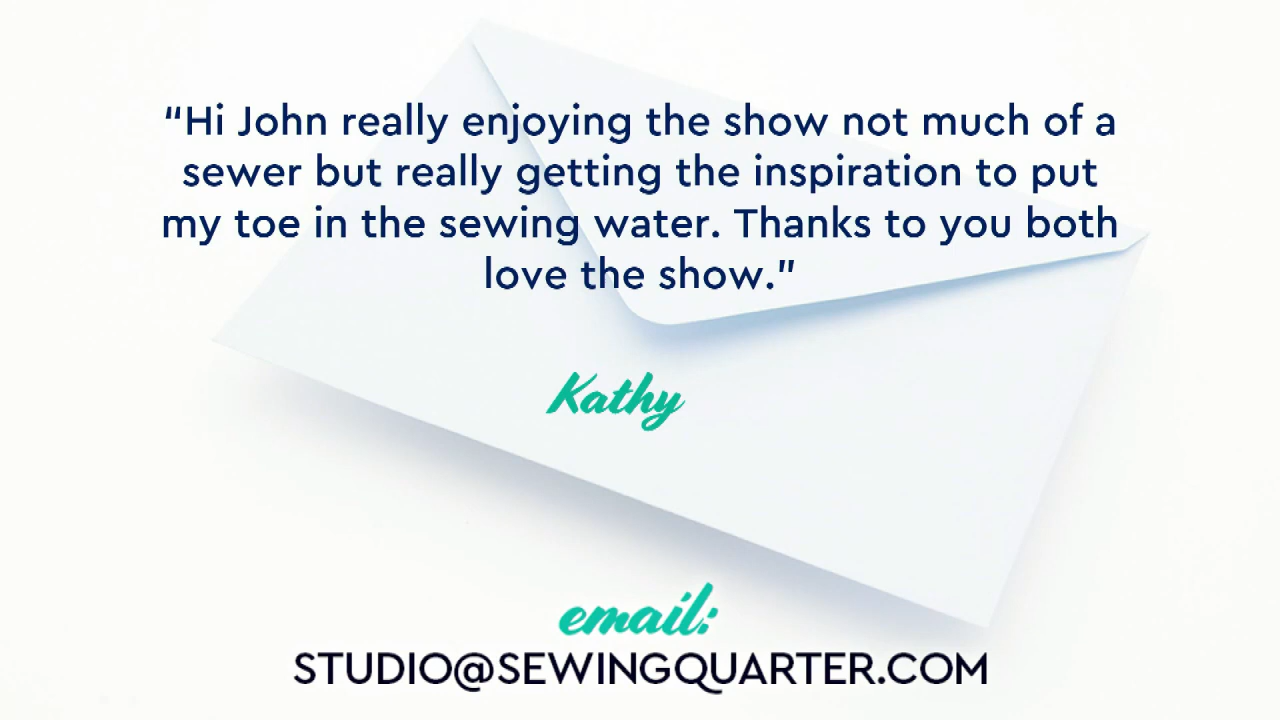 “Hi John really enjoying the show not much of a
sewer but really getting the inspiration to put
my toe in the sewing water. Thanks to you both
love the show.”
Kathy
email:
STUDIO@SEWINGQUARTER.COM